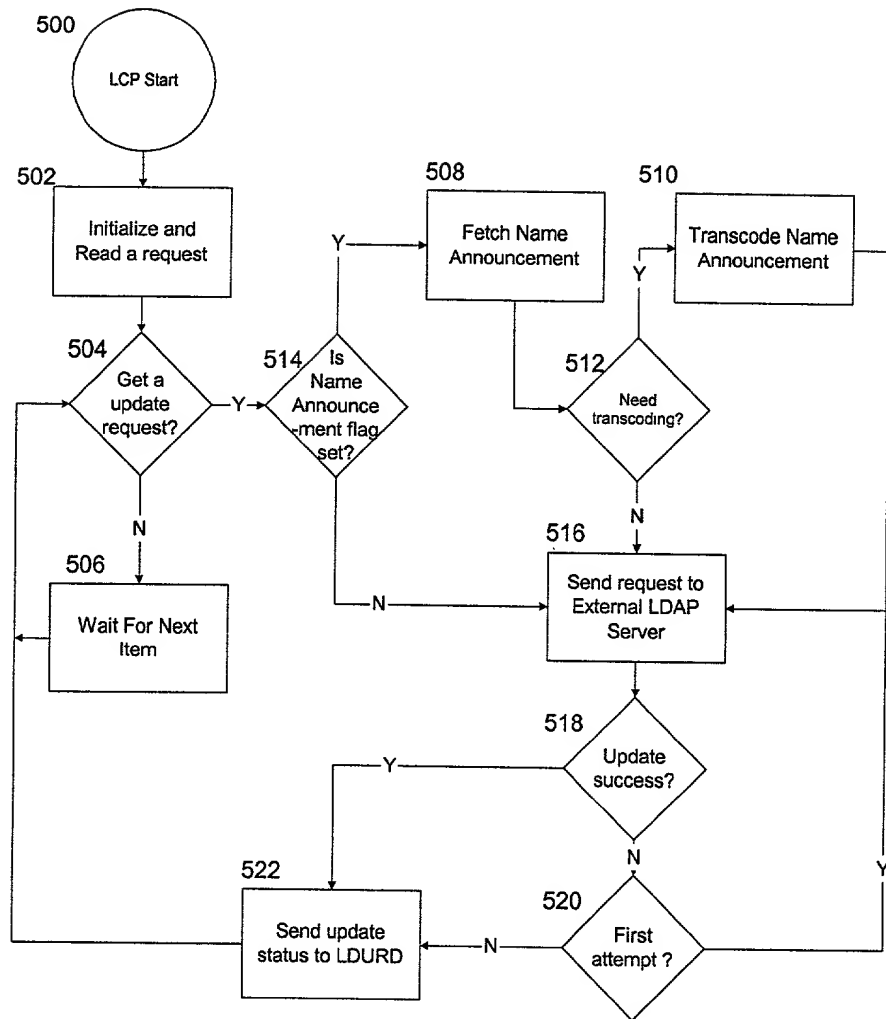 500
LCP Start
502
Initialize and
Read a request
504
Get a
update
request?
Y
N
506
Wait For Next
Item
514
Is
Name
Announce
-ment flag
set?
Y
N
508
Fetch Name
Announcement
512
Need
transcoding?
Y
N
510
Transcode Name
Announcement
516
Send request to
External LDAP
Server
518
Update
success?
Y
N
520
First
attempt ?
Y
N
522
Send update
status to LDURD